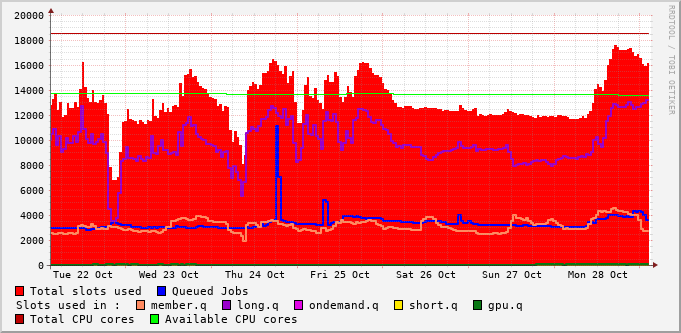 20000
18000
16000
14000
12000
10000
8000
6000
4000
2000
0
Tue 22 Oct Wed 23 Oct Thu 24 Oct Fri 25 Oct Sat 26 Oct Sun 27 Oct Mon 28 Oct
Total slots used Queued Jobs
Slots used in : member.q long.q ondemand.q short.q gpu.q
Total CPU cores Available CPU cores
RRDTOOL / TOBI OETIKER